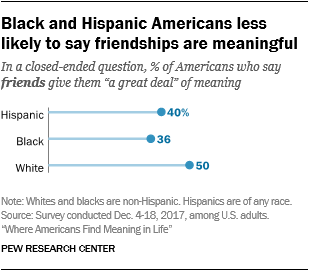 Black and Hispanic Americans less
likely to say friendships are meaningful
In a closed-ended question, % of Americans who say
friends give them “a great deal” of meaning
Hispanic 40%
Black 36
White 50
Note: Whites and blacks are non-Hispanic. Hispanics are of any race.
Source: Survey conducted Dec. 4-18, 2017, among U.S. adults.
“Where Americans Find Meaning in Life”
PEW RESEARCH CENTER